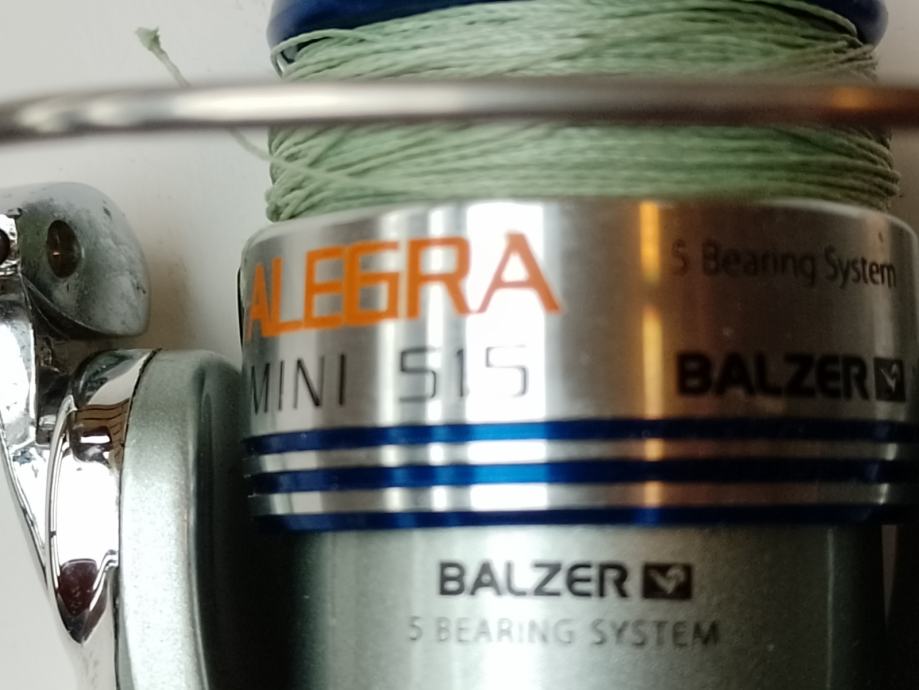 ALEGRA
5 Bearing System
MINI 515
BALZER
BALZER
5 BEARING SYSTEM